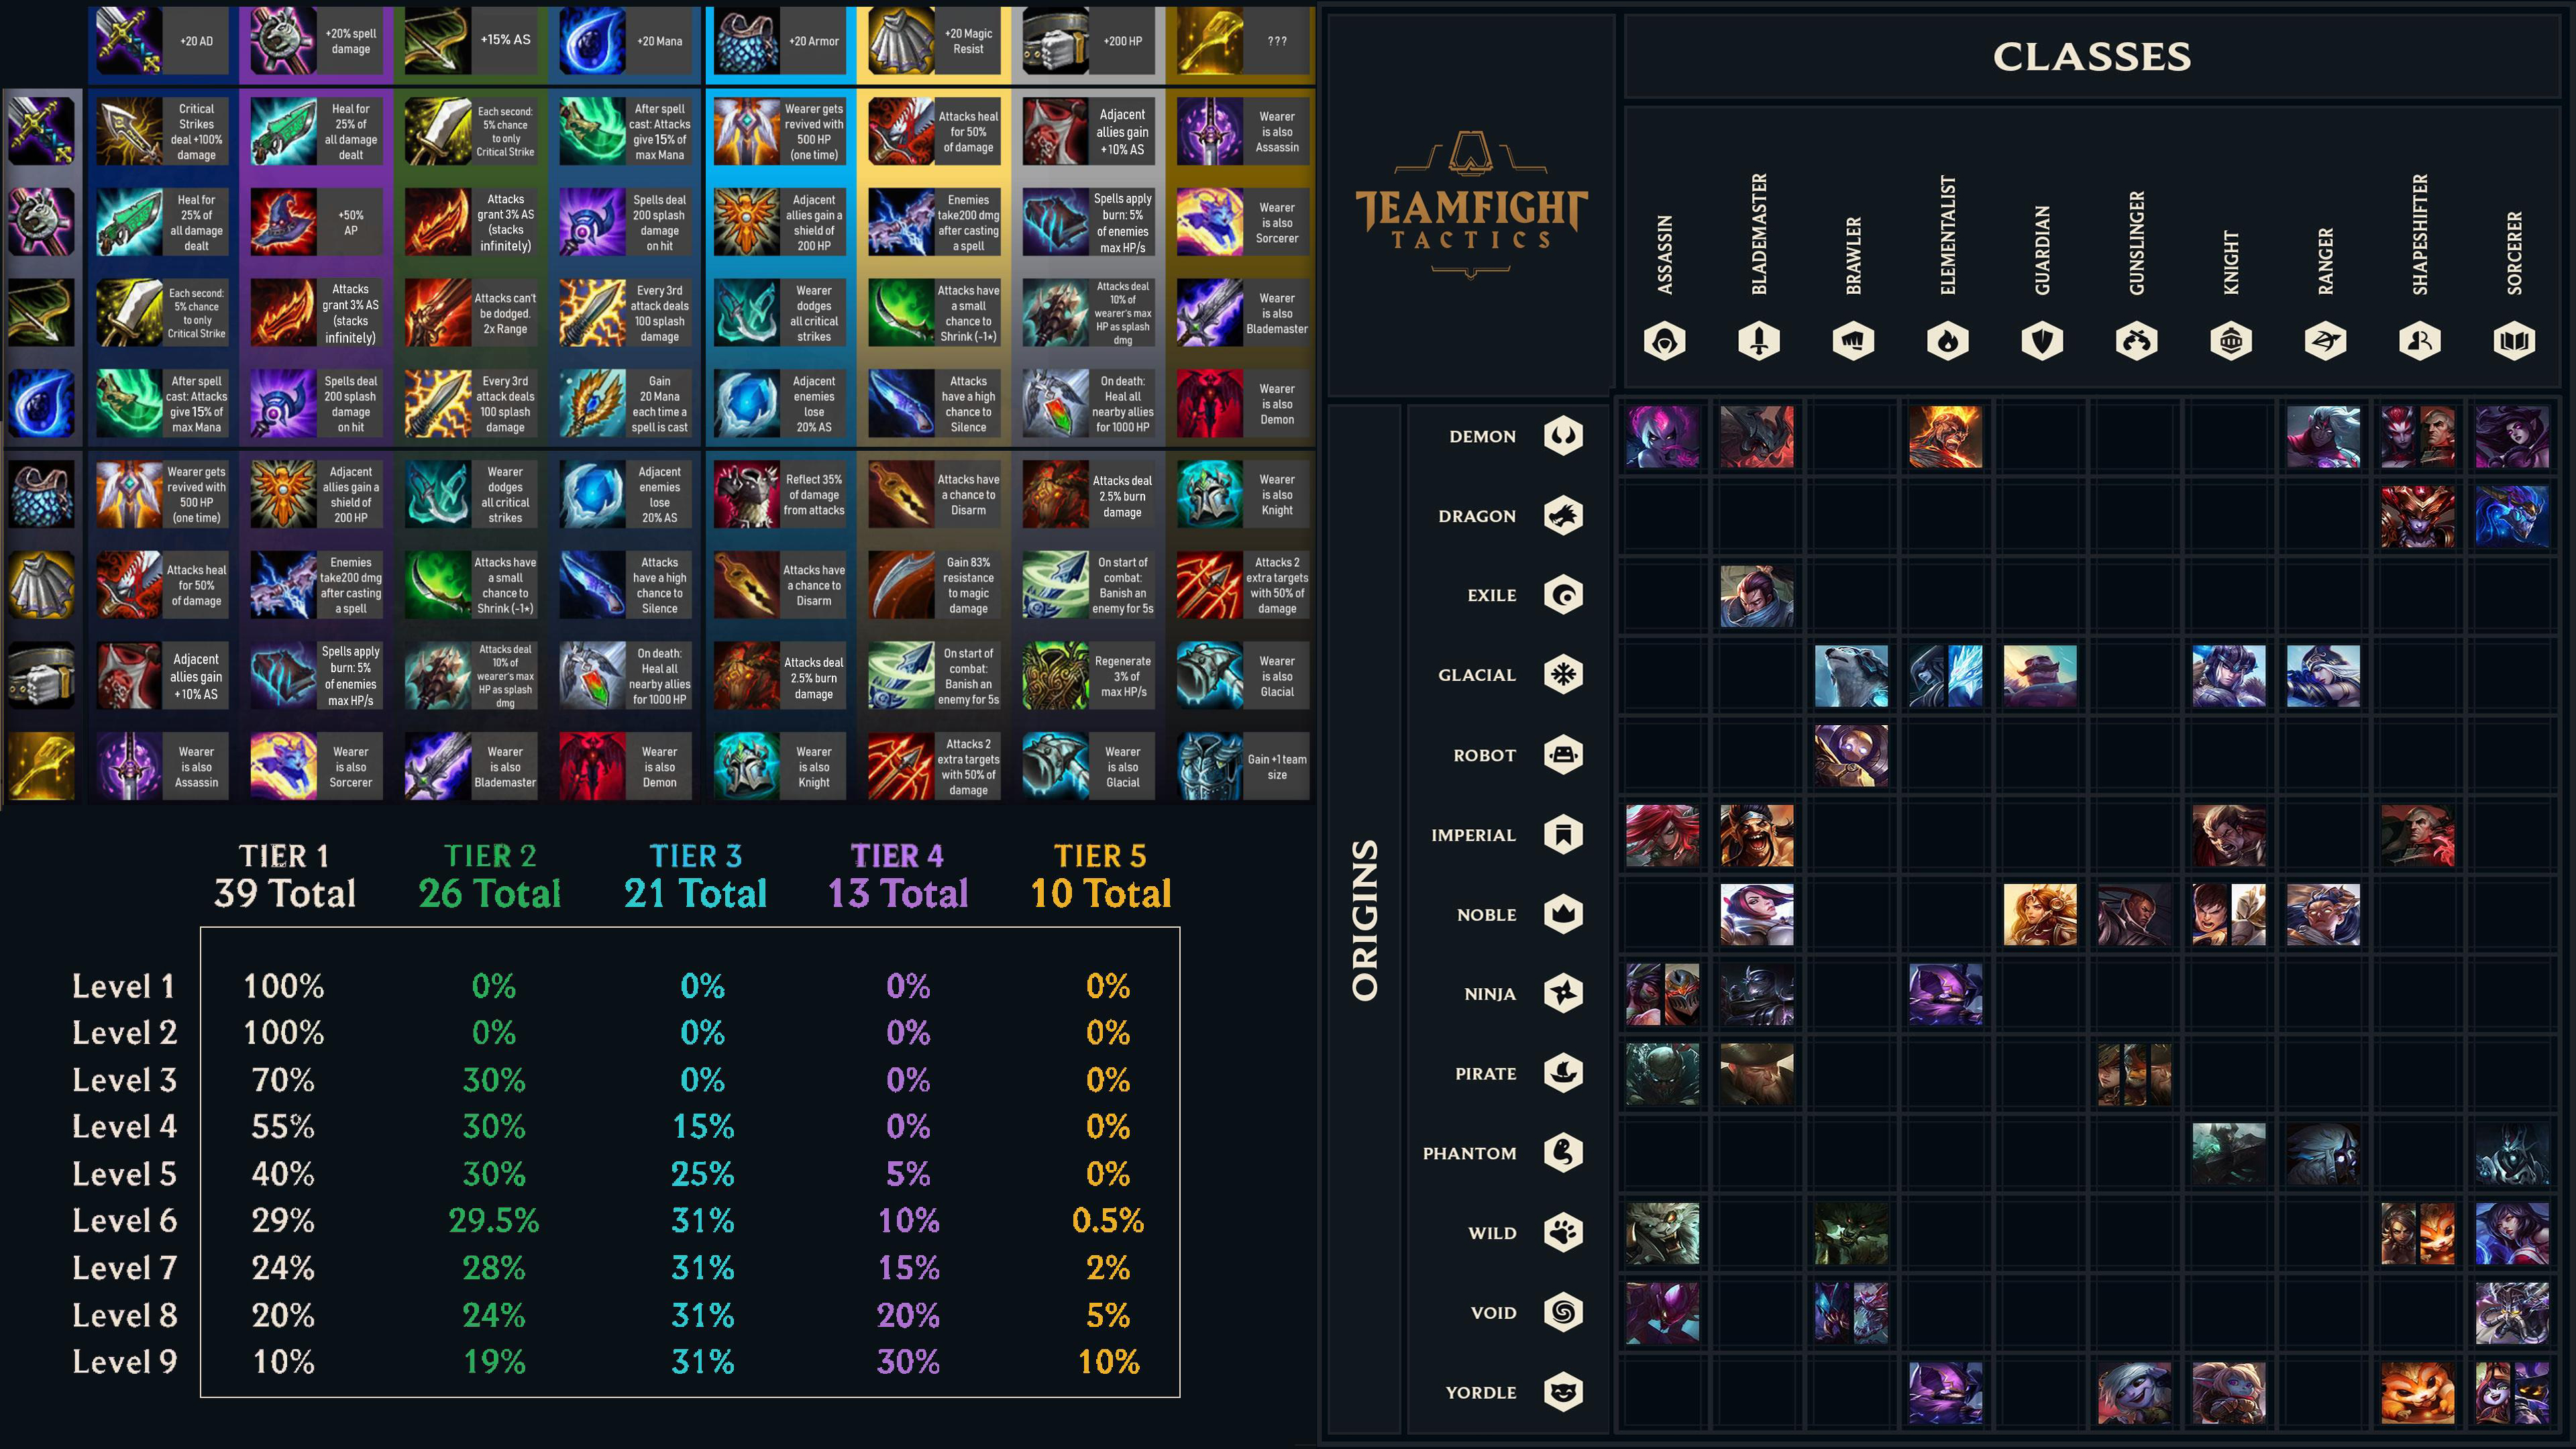 +20 AD
+20% spell
damage
+15% AS
+20 Mana
+20 Armor
+20 Magic
Resist
+200 HP
???
Critical
Strikes
deal +100%
damage
Heal for
25% of
all damage
dealt
Each second:
5% chance
to only
Critical Strike
After spell
cast: Attacks
give 15% of
max Mana
Wearer gets
revived with
500 HP
(one time)
Attacks heal
for 50%
of damage
Adjacent
allies gain
+10% AS
Wearer
is also
Assassin
Heal for
25% of
all damage
dealt
+50%
AP
Attacks
grant 3% AS
(stacks
infinitely)
Spells deal
200 splash
damage
on hit
Adjacent
allies gain a
shield of
200 HP
Enemies
take200 dmg
after casting
a spell
Spells apply
burn: 5%
of enemies
max HP/s
Wearer
is also
Sorcerer
Each second:
5% chance
to only
Critical Strike
Attacks
grant 3% AS
(stacks
infinitely)
Attacks can't
be dodged.
2x Range
Every 3rd
attack deals
100 splash
damage
Wearer
dodges
all critical
strikes
Attacks have
a small
chance to
Shrink (-1★)
Attacks deal
10% of
wearer's max
HP as splash
dmg
Wearer
is also
Blademaster
After spell
cast: Attacks
give 15% of
max Mana
Spells deal
200 splash
damage
on hit
Every 3rd
attack deals
100 splash
damage
Gain
20 Mana
each time a
spell is cast
Adjacent
enemies
lose
20% AS
Attacks
have a high
chance to
Silence
On death:
Heal all
nearby allies
for 1000 HP
Wearer
is also
Demon
Wearer gets
revived with
500 HP
(one time)
Adjacent
allies gain a
shield of
200 HP
Wearer
dodges
all critical
strikes
Adjacent
enemies
lose
20% AS
Reflect 35%
of damage
from attacks
Attacks have
a chance to
Disarm
Attacks deal
2.5% burn
damage
Wearer
is also
Knight
Attacks heal
for 50%
of damage
Enemies
take200 dmg
after casting
a spell
Attacks have
a small
chance to
Shrink (-1★)
Attacks
have a high
chance to
Silence
Attacks have
a chance to
Disarm
Gain 83%
resistance
to magic
damage
On start of
combat:
Banish an
enemy for 5s
Attacks 2
extra targets
with 50% of
damage
Adjacent
allies gain
+10% AS
Spells apply
burn: 5%
of enemies
max HP/s
Attacks deal
10% of
wearer's max
HP as splash
dmg
On death:
Heal all
nearby allies
for 1000 HP
Attacks deal
2.5% burn
damage
On start of
combat:
Banish an
enemy for 5s
Regenerate
3% of
max HP/s
Wearer
is also
Glacial
Wearer
is also
Assassin
Wearer
is also
Sorcerer
Wearer
is also
Blademaster
Wearer
is also
Demon
Wearer
is also
Knight
Attacks 2
extra targets
with 50% of
damage
Wearer
is also
Glacial
Gain +1 team
size
TIER 1 TIER 2 TIER 3 TIER 4 TIER 5
39 Total 26 Total 21 Total 13 Total 10 Total
Level 1 100% 0% 0% 0% 0%
Level 2 100% 0% 0% 0% 0%
Level 3 70% 30% 0% 0% 0%
Level 4 55% 30% 15% 0% 0%
Level 5 40% 30% 25% 5% 0%
Level 6 29% 29.5% 31% 10% 0.5%
Level 7 24% 28% 31% 15% 2%
Level 8 20% 24% 31% 20% 5%
Level 9 10% 19% 31% 30% 10%
TEAMFIGHT
TACTICS
CLASSES
ASSASSIN
BLADEMASTER
BRAWLER
ELEMENTALIST
GUARDIAN
GUNSLINGER
KNIGHT
RANGER
SHAPESHIFTER
SORCERER
ORIGINS
DEMON
DRAGON
EXILE
GLACIAL
ROBOT
IMPERIAL
NOBLE
NINJA
PIRATE
PHANTOM
WILD
VOID
YORDLE